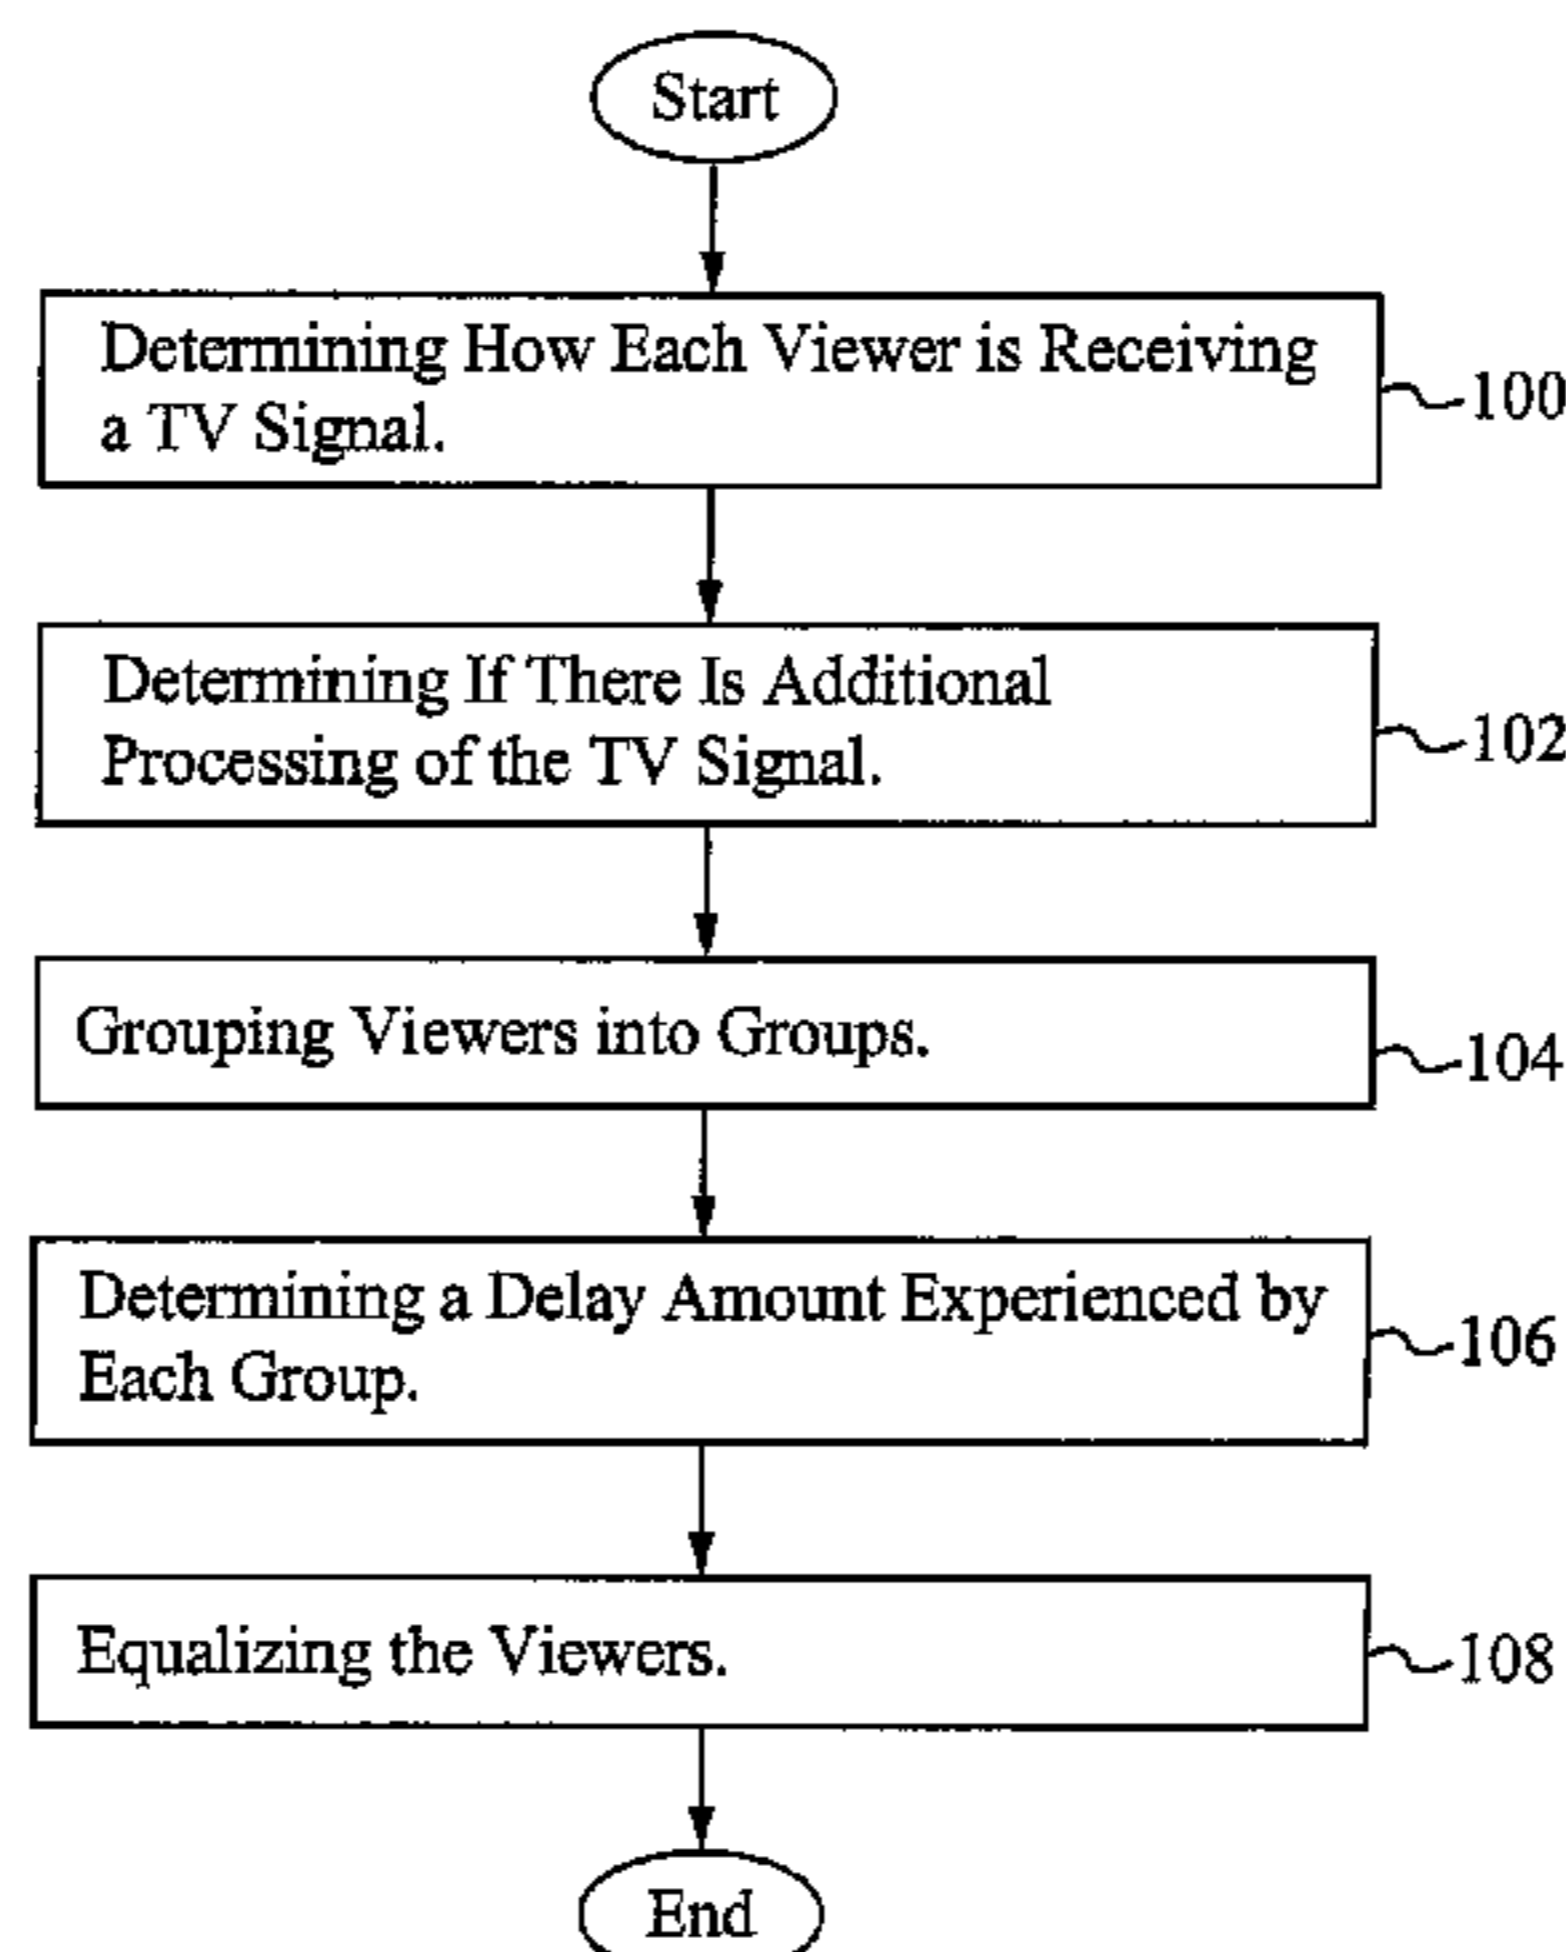 Start
Determining How Each Viewer is Receiving
a TV Signal.
100
Determining If There Is Additional
Processing of the TV Signal.
102
Grouping Viewers into Groups.
104
Determining a Delay Amount Experienced by
Each Group.
106
Equalizing the Viewers.
108
End